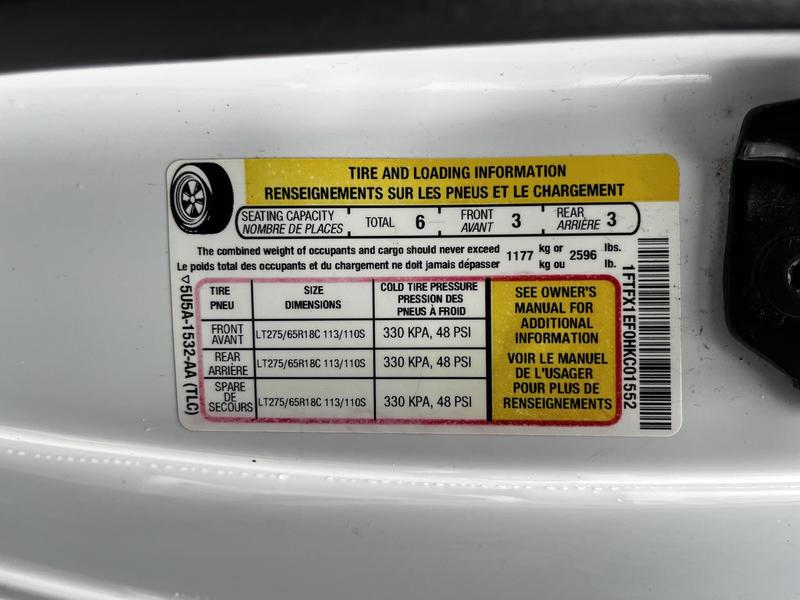 TIRE AND LOADING INFORMATION
RENSEIGNEMENTS SUR LES PNEUS ET LE CHARGEMENT
SEATING CAPACITY TOTAL 6 FRONT 3 REAR 3
NOMBRE DE PLACES AVANT ARRIÈRE
The combined weight of occupants and cargo should never exceed 1177 kg or 2596 lbs.
Le poids total des occupants et du chargement ne doit jamais dépasser kg ou lb.
TIRE SIZE COLD TIRE PRESSURE
PNEU DIMENSIONS PRESSION DES
PNEUS À FROID
FRONT
AVANT LT275/65R18C 113/110S 330 KPA, 48 PSI
REAR
ARRIÈRE LT275/65R18C 113/110S 330 KPA, 48 PSI
SPARE
DE
SECOURS LT275/65R18C 113/110S 330 KPA, 48 PSI
SEE OWNER'S
MANUAL FOR
ADDITIONAL
INFORMATION
VOIR LE MANUEL
DE L'USAGER
POUR PLUS DE
RENSEIGNEMENTS
5U5A-1532-AA (TLC)
1FTEX1EF0HKC01552